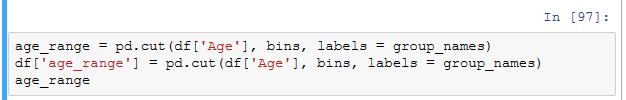 In [97]:
age_range = pd.cut(df['Age'], bins, labels = group_names)
df['age_range'] = pd.cut(df['Age'], bins, labels = group_names)
age_range